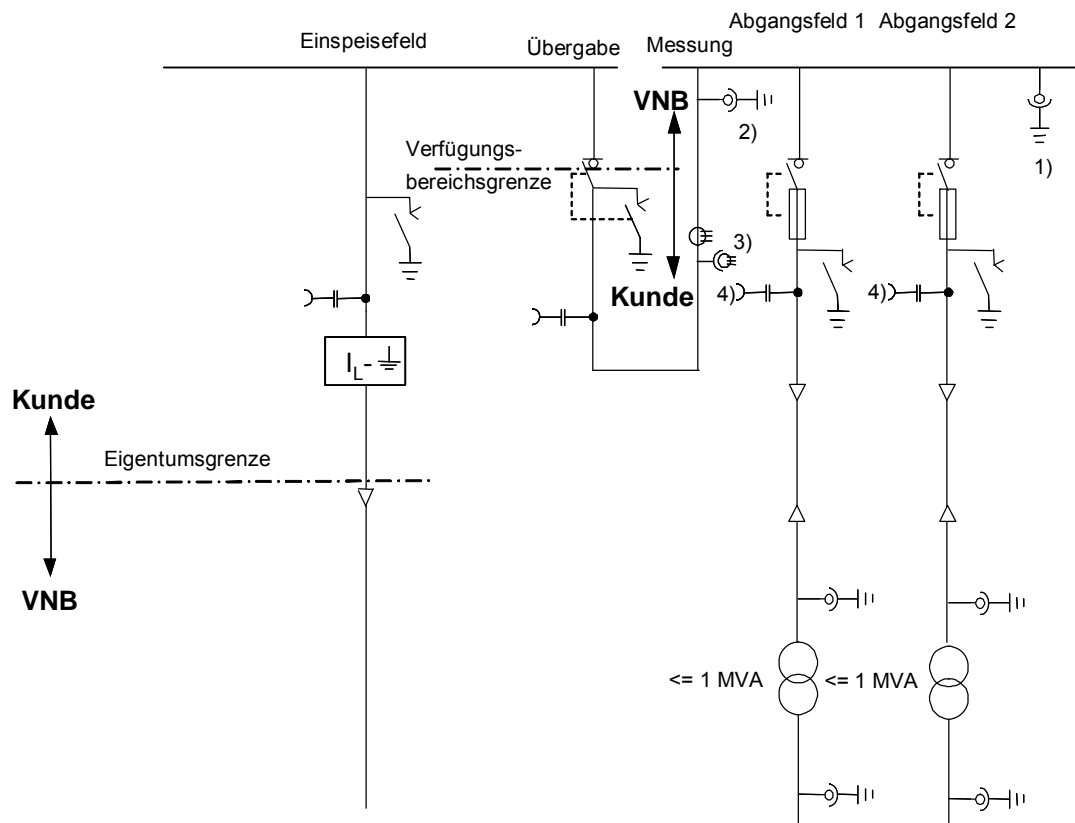 Abgangsfeld 1
Abgangsfeld 2
Einspeisefeld
Übergabe
Messung
VNB
2)
1)
Verfügungs-
bereichsgrenze
3)
Kunde
4)
4)
I_L-
Kunde
Eigentumsgrenze
VNB
<= 1 MVA
<= 1 MVA